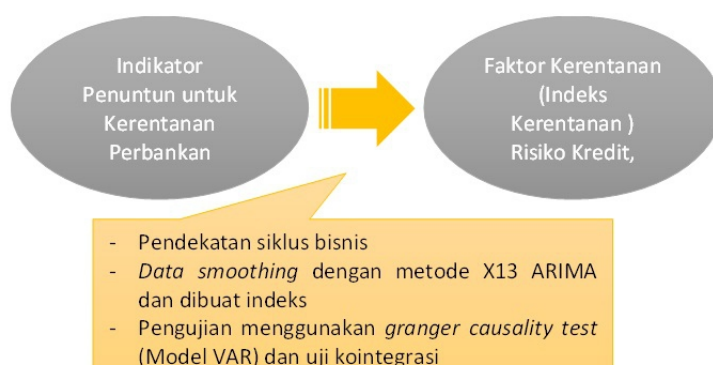 Indikator
Penuntun untuk
Kerentanan
Perbankan
Faktor Kerentanan
(Indeks
Kerentanan )
Risiko Kredit,
- Pendekatan siklus bisnis
- Data smoothing dengan metode X13 ARIMA
dan dibuat indeks
- Pengujian menggunakan granger causality test
(Model VAR) dan uji kointegrasi